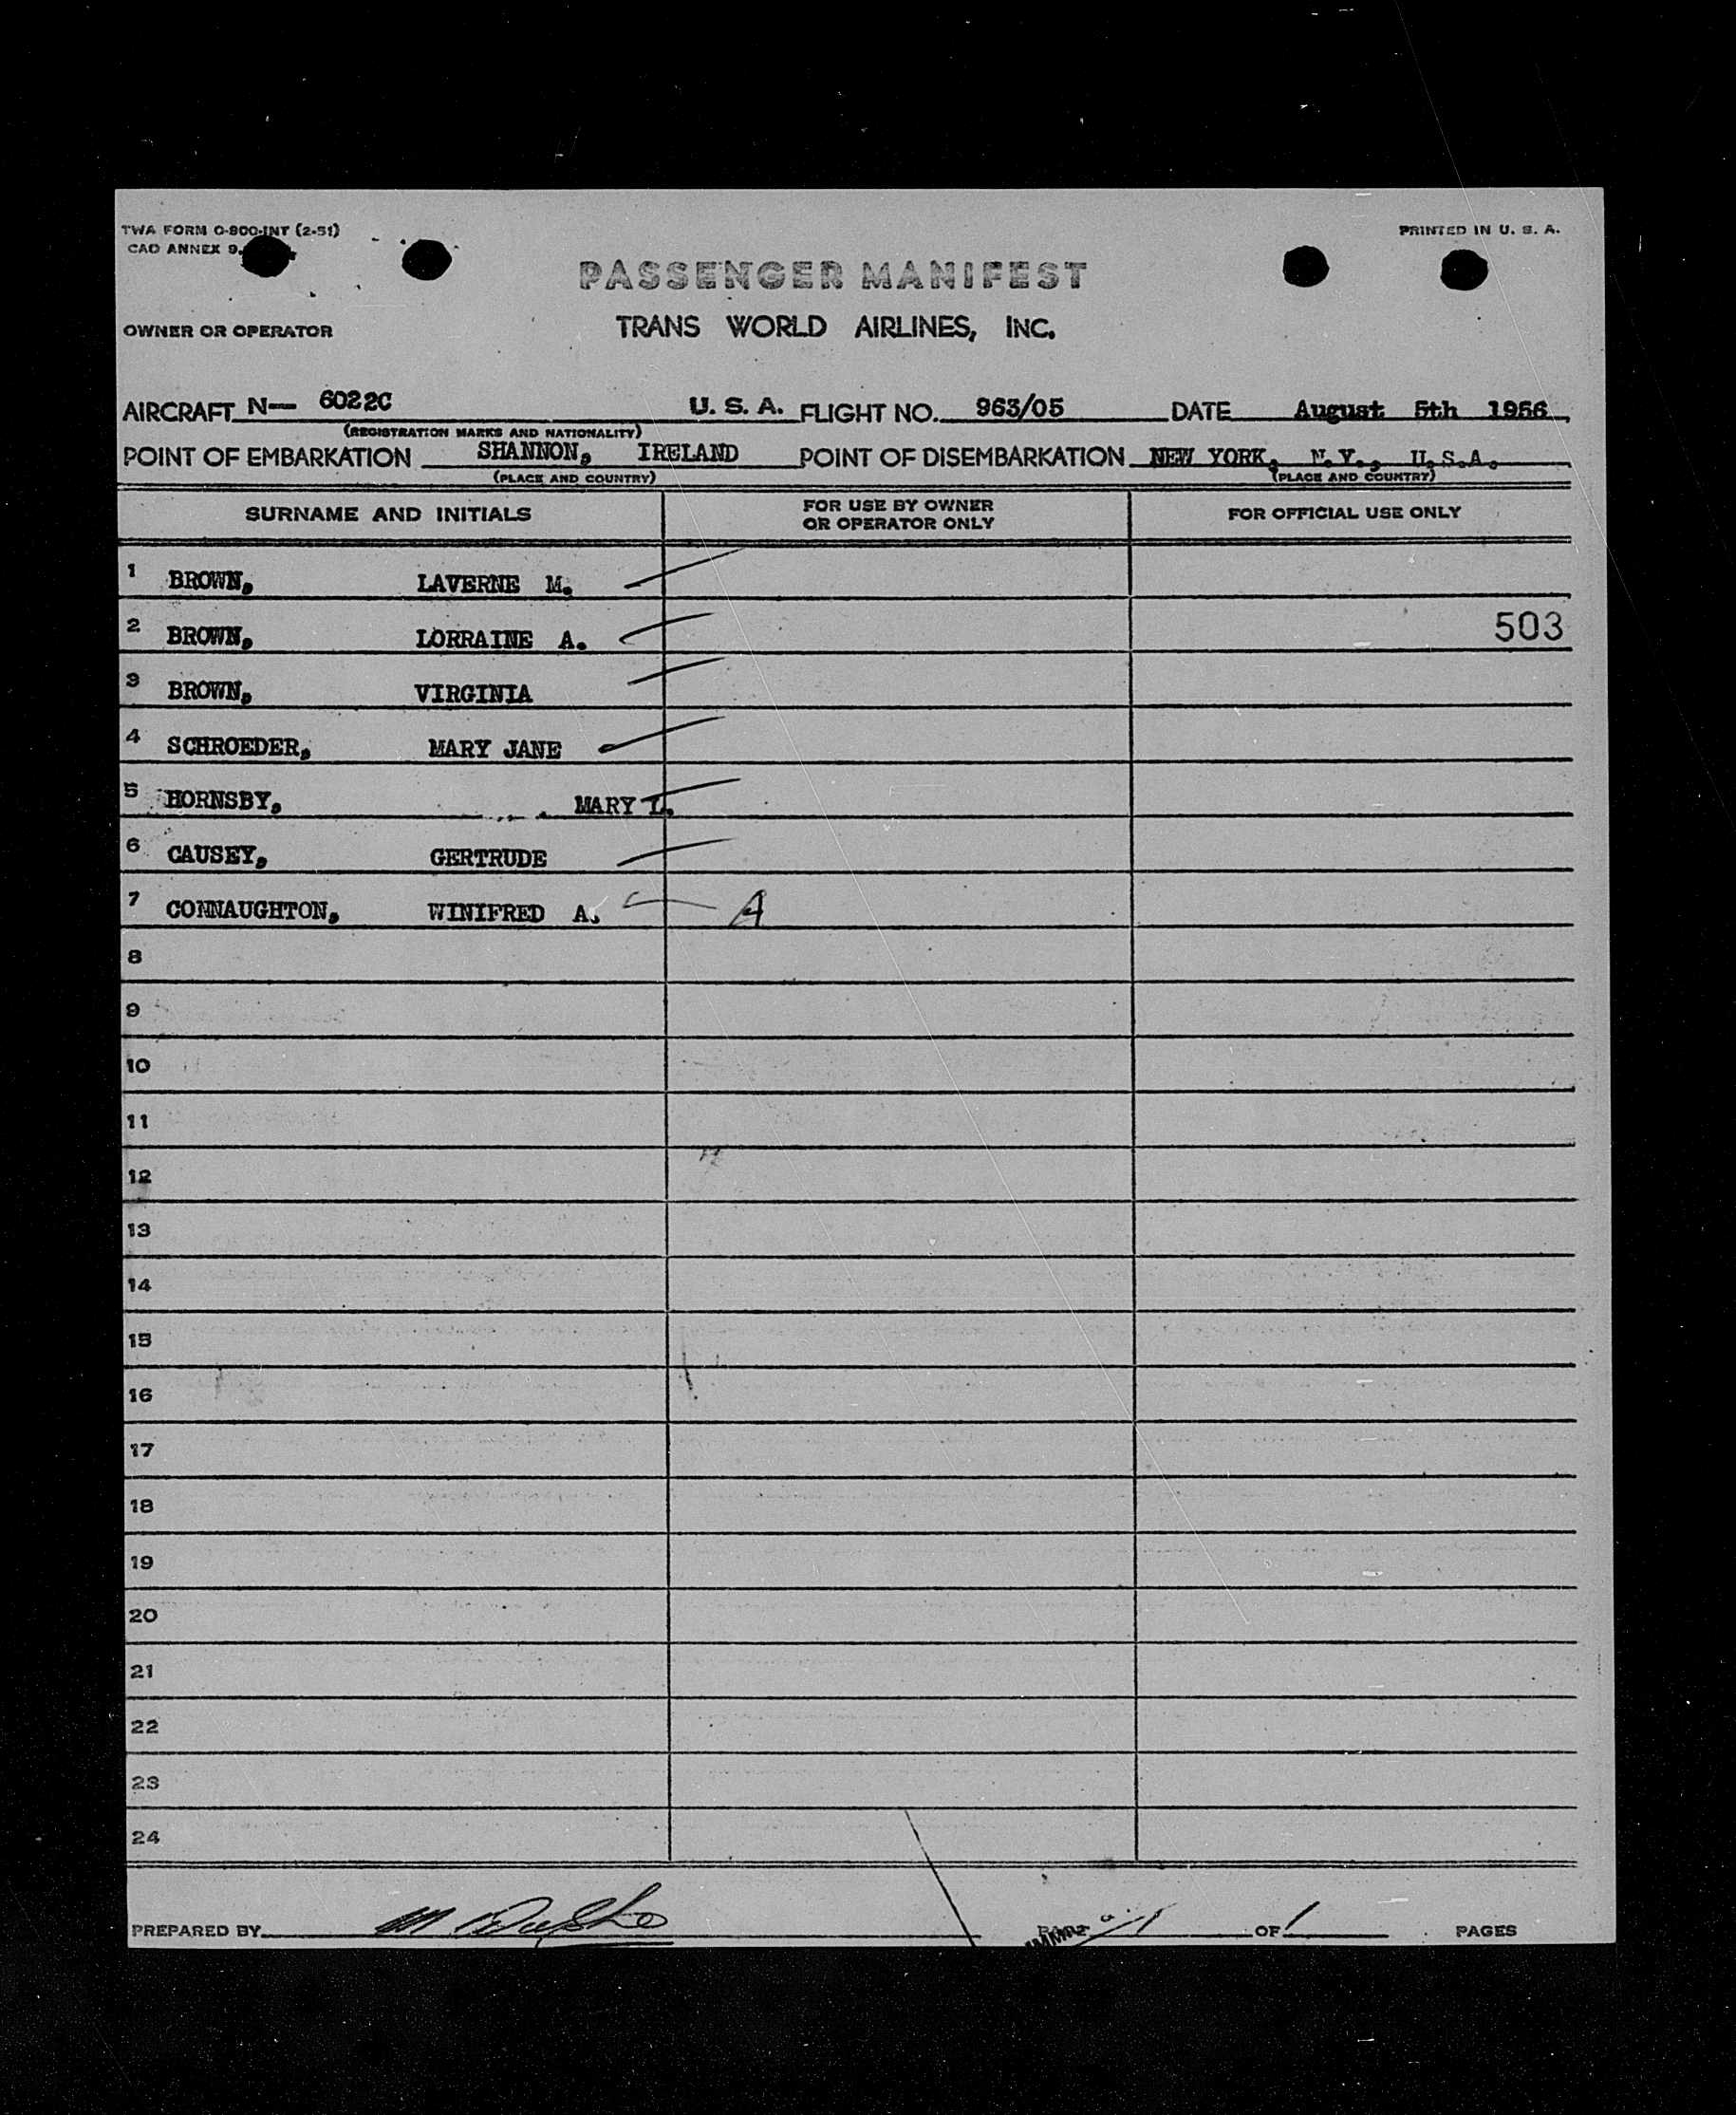 TWA FORM O-800-INT (2-51)
CAO ANNEX 9,
PRINTED IN U. S. A.
PASSENGER MANIFEST
OWNER OR OPERATOR TRANS WORLD AIRLINES, INC.
AIRCRAFT N— 6022C U. S. A. FLIGHT NO. 963/05 DATE August 5th 1956
(REGISTRATION MARKS AND NATIONALITY)
POINT OF EMBARKATION SHANNON, IRELAND POINT OF DISEMBARKATION NEW YORK, N.Y., U.S.A.
(PLACE AND COUNTRY) (PLACE AND COUNTRY)
SURNAME AND INITIALS FOR USE BY OWNER OR OPERATOR ONLY FOR OFFICIAL USE ONLY
1 BROWN, LAVERNE M.
2 BROWN, LORRAINE A. 503
3 BROWN, VIRGINIA
4 SCHROEDER, MARY JANE
5 HORNSBY, MARY L.
6 CAUSEY, GERTRUDE
7 CONNAUGHTON, WINIFRED A. A
8
9
10
11
12
13
14
15
16
17
18
19
20
21
22
23
24
PREPARED BY PAGE 1 OF 1 PAGES